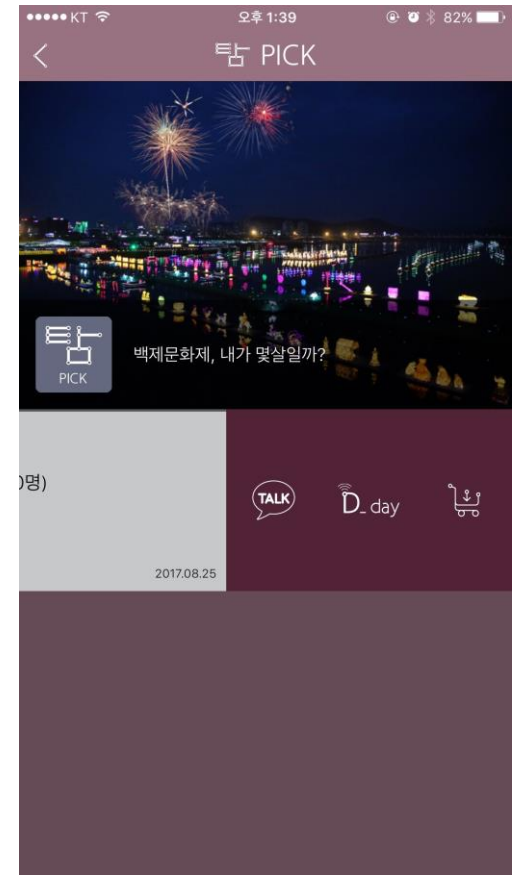 KT 오후 1:39 82%
탐 PICK
탐
PICK
백제문화제, 내가 몇살일까?
명)
TALK
D_day
2017.08.25